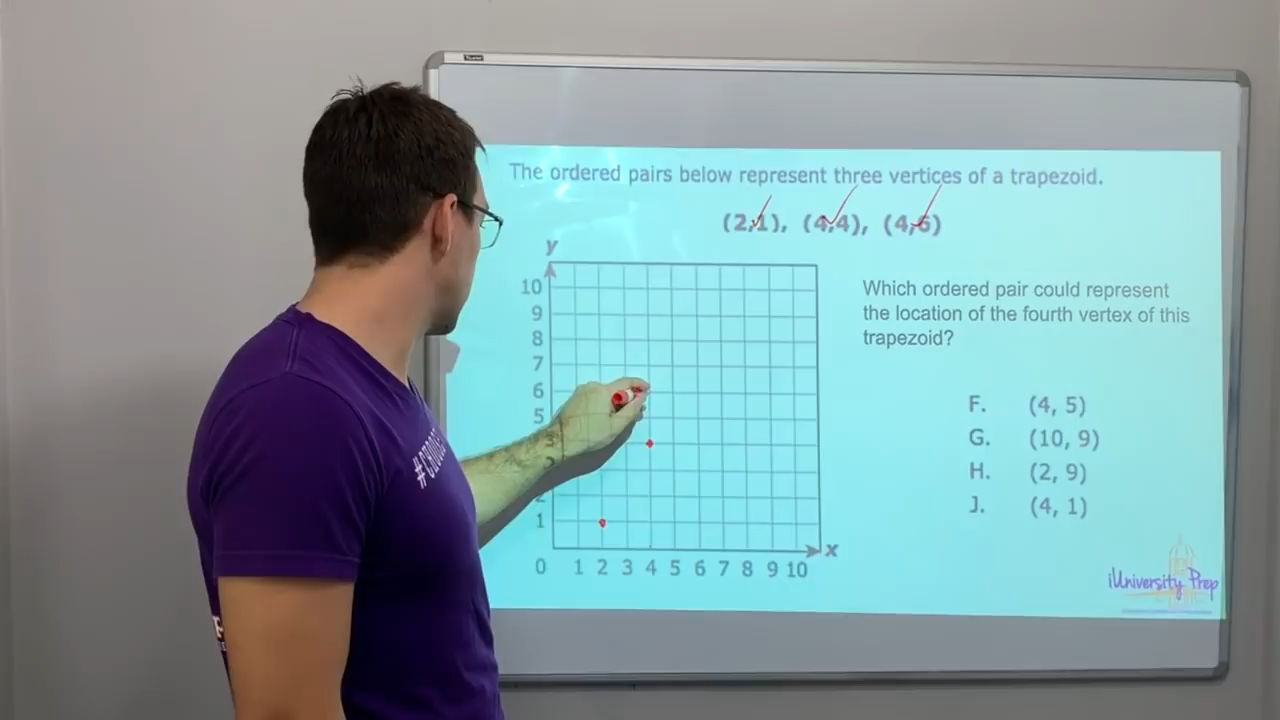 The ordered pairs below represent three vertices of a trapezoid.
(2,1), (4,4), (4,6)
y
10
9
8
7
6
5
3
2
1
0 1 2 3 4 5 6 7 8 9 10
x
Which ordered pair could represent
the location of the fourth vertex of this
trapezoid?
F. (4, 5)
G. (10, 9)
H. (2, 9)
J. (4, 1)
iUniversity Prep